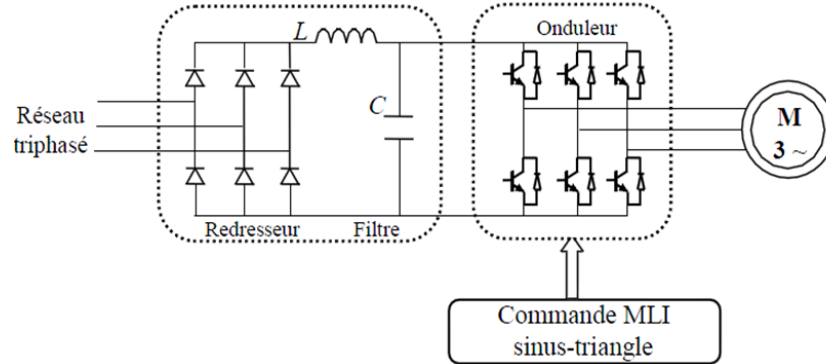 Onduleur
L
C
Réseau
triphasé
M
3 ~
Redresseur
Filtre
Commande MLI
sinus-triangle